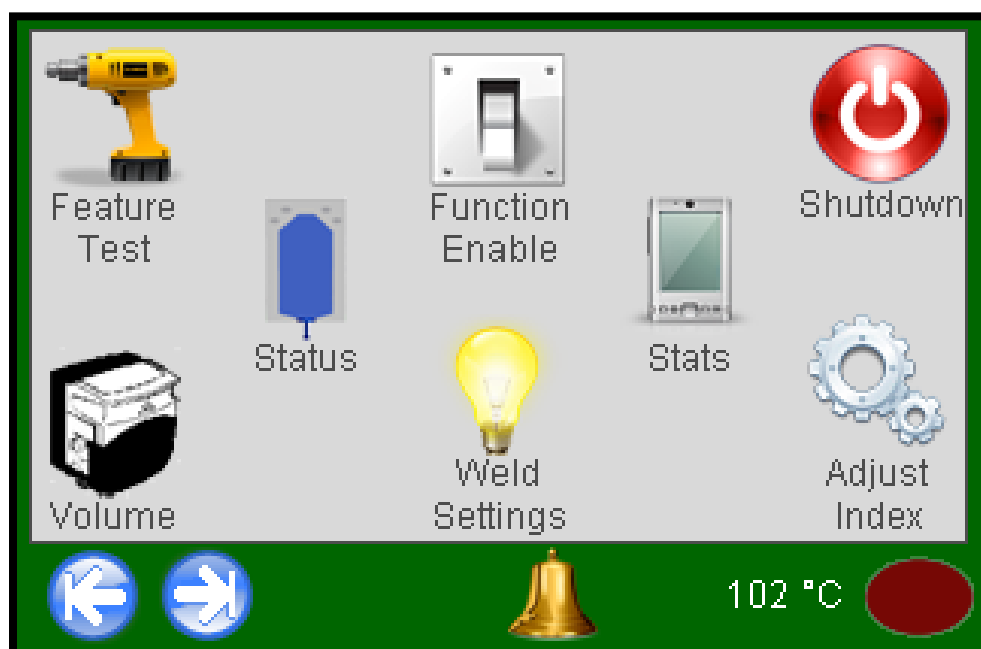 Feature
Test
Function
Enable
Shutdown
Status
Stats
Volume
Weld
Settings
Adjust
Index
102 °C